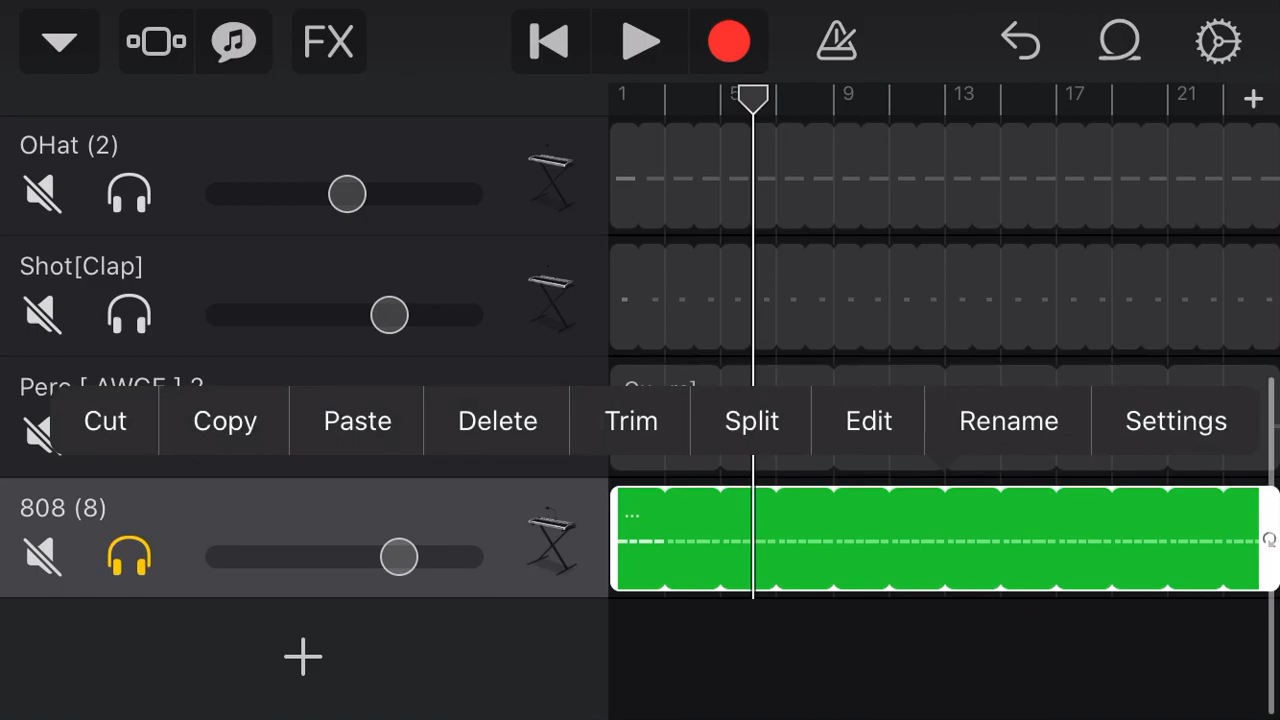 FX
1 5 9 13 17 21
OHat (2)
Shot[Clap]
Cut Copy Paste Delete Trim Split Edit Rename Settings
808 (8)
...